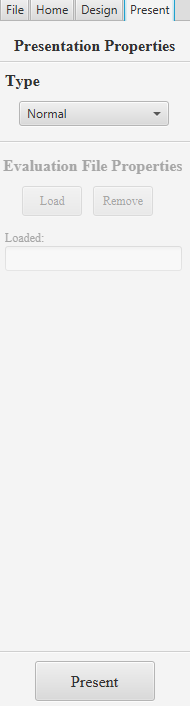 File Home Design Present
Presentation Properties
Type
Normal
Evaluation File Properties
Load Remove
Loaded:
Present